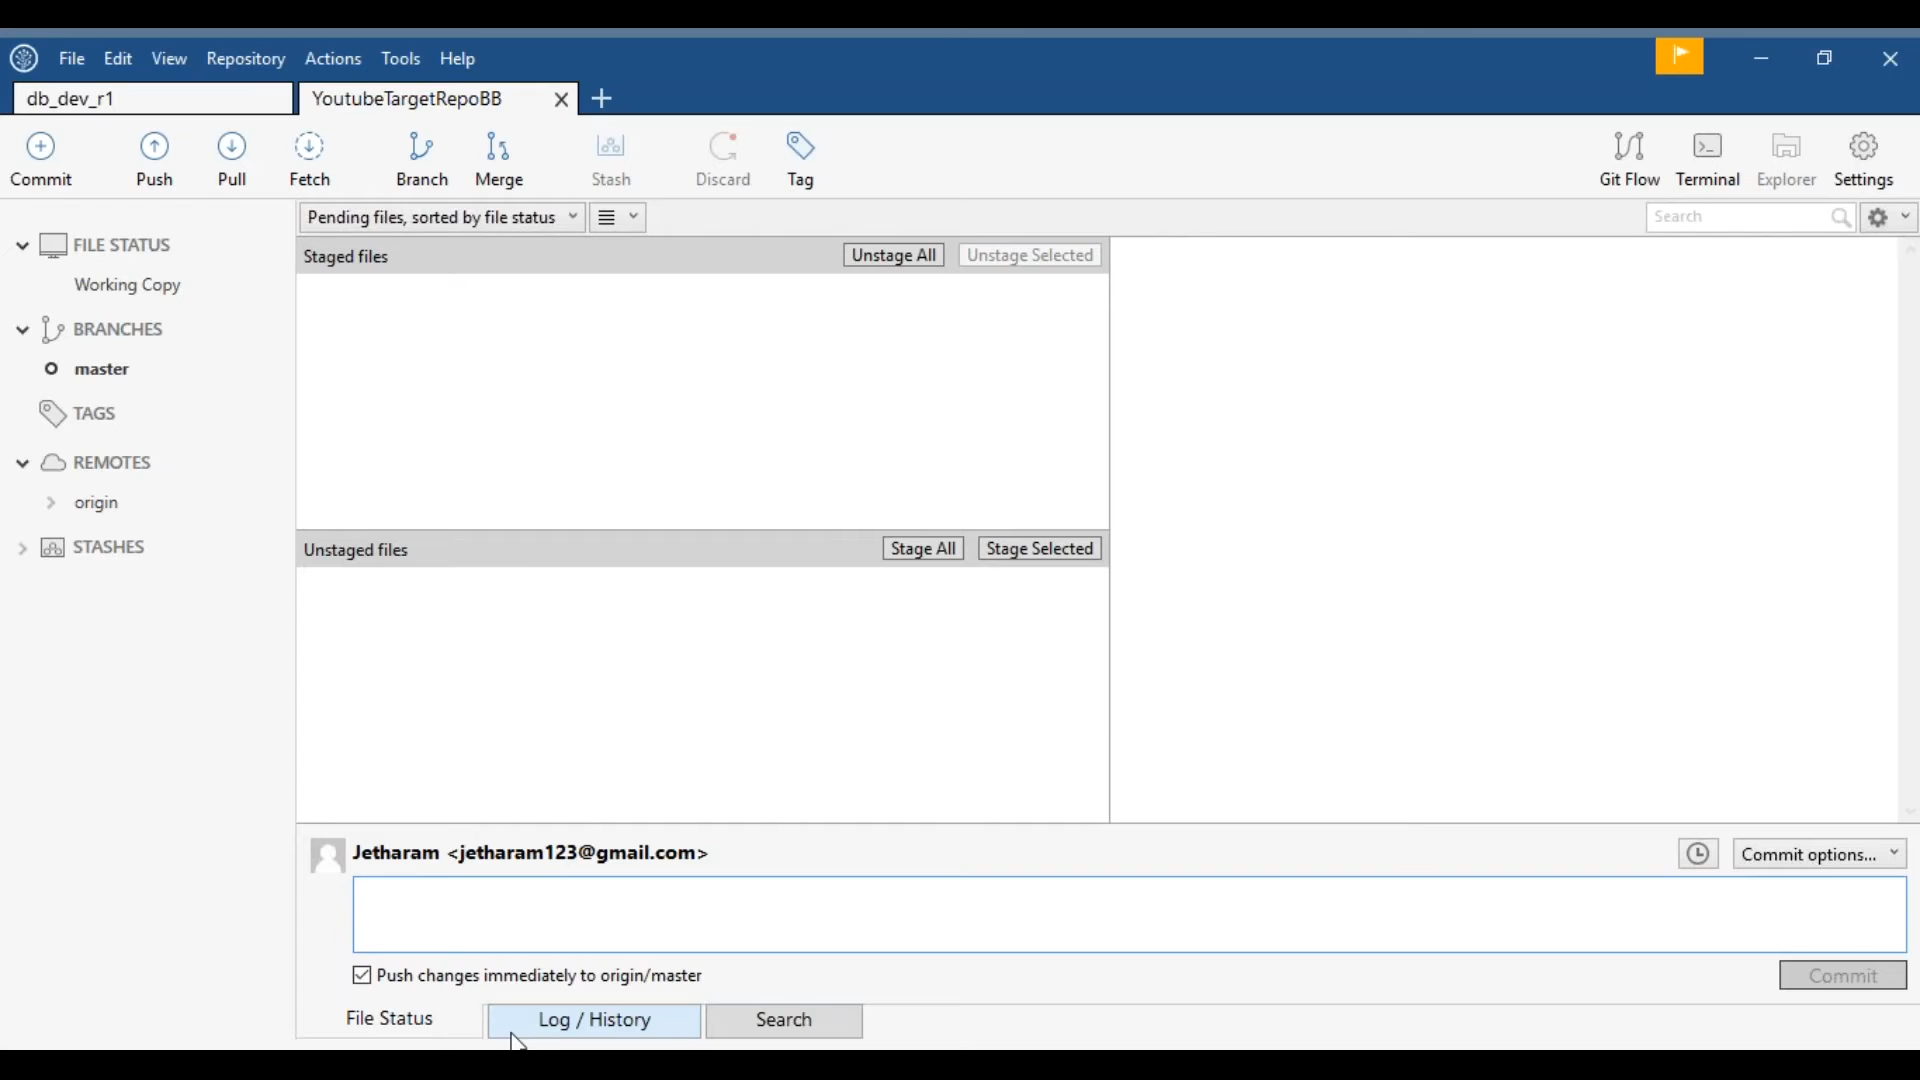 File Edit View Repository Actions Tools Help
db_dev_r1 YoutubeTargetRepoBB
Commit Push Pull Fetch Branch Merge Stash Discard Tag Git Flow Terminal Explorer Settings
Pending files, sorted by file status Search
FILE STATUS
Working Copy
BRANCHES
master
TAGS
REMOTES
origin
STASHES
Staged files Unstage All Unstage Selected
Unstaged files Stage All Stage Selected
Jetharam <jetharam123@gmail.com> Commit options...
Push changes immediately to origin/master Commit
File Status Log / History Search